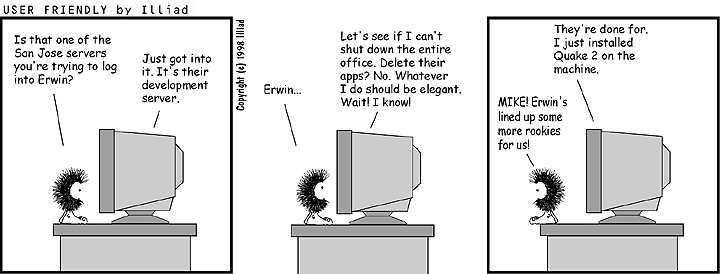 USER FRIENDLY by Illiad
Is that one of the
San Jose servers
you're trying to log
into Erwin?
Just got into
it. It's their
development
server.
Copyright (c) 1998 Illiad
Erwin...
Let's see if I can't
shut down the entire
office. Delete their
apps? No. Whatever
I do should be elegant.
Wait! I know!
They're done for.
I just installed
Quake 2 on the
machine.
MIKE! Erwin's
lined up some
more rookies
for us!